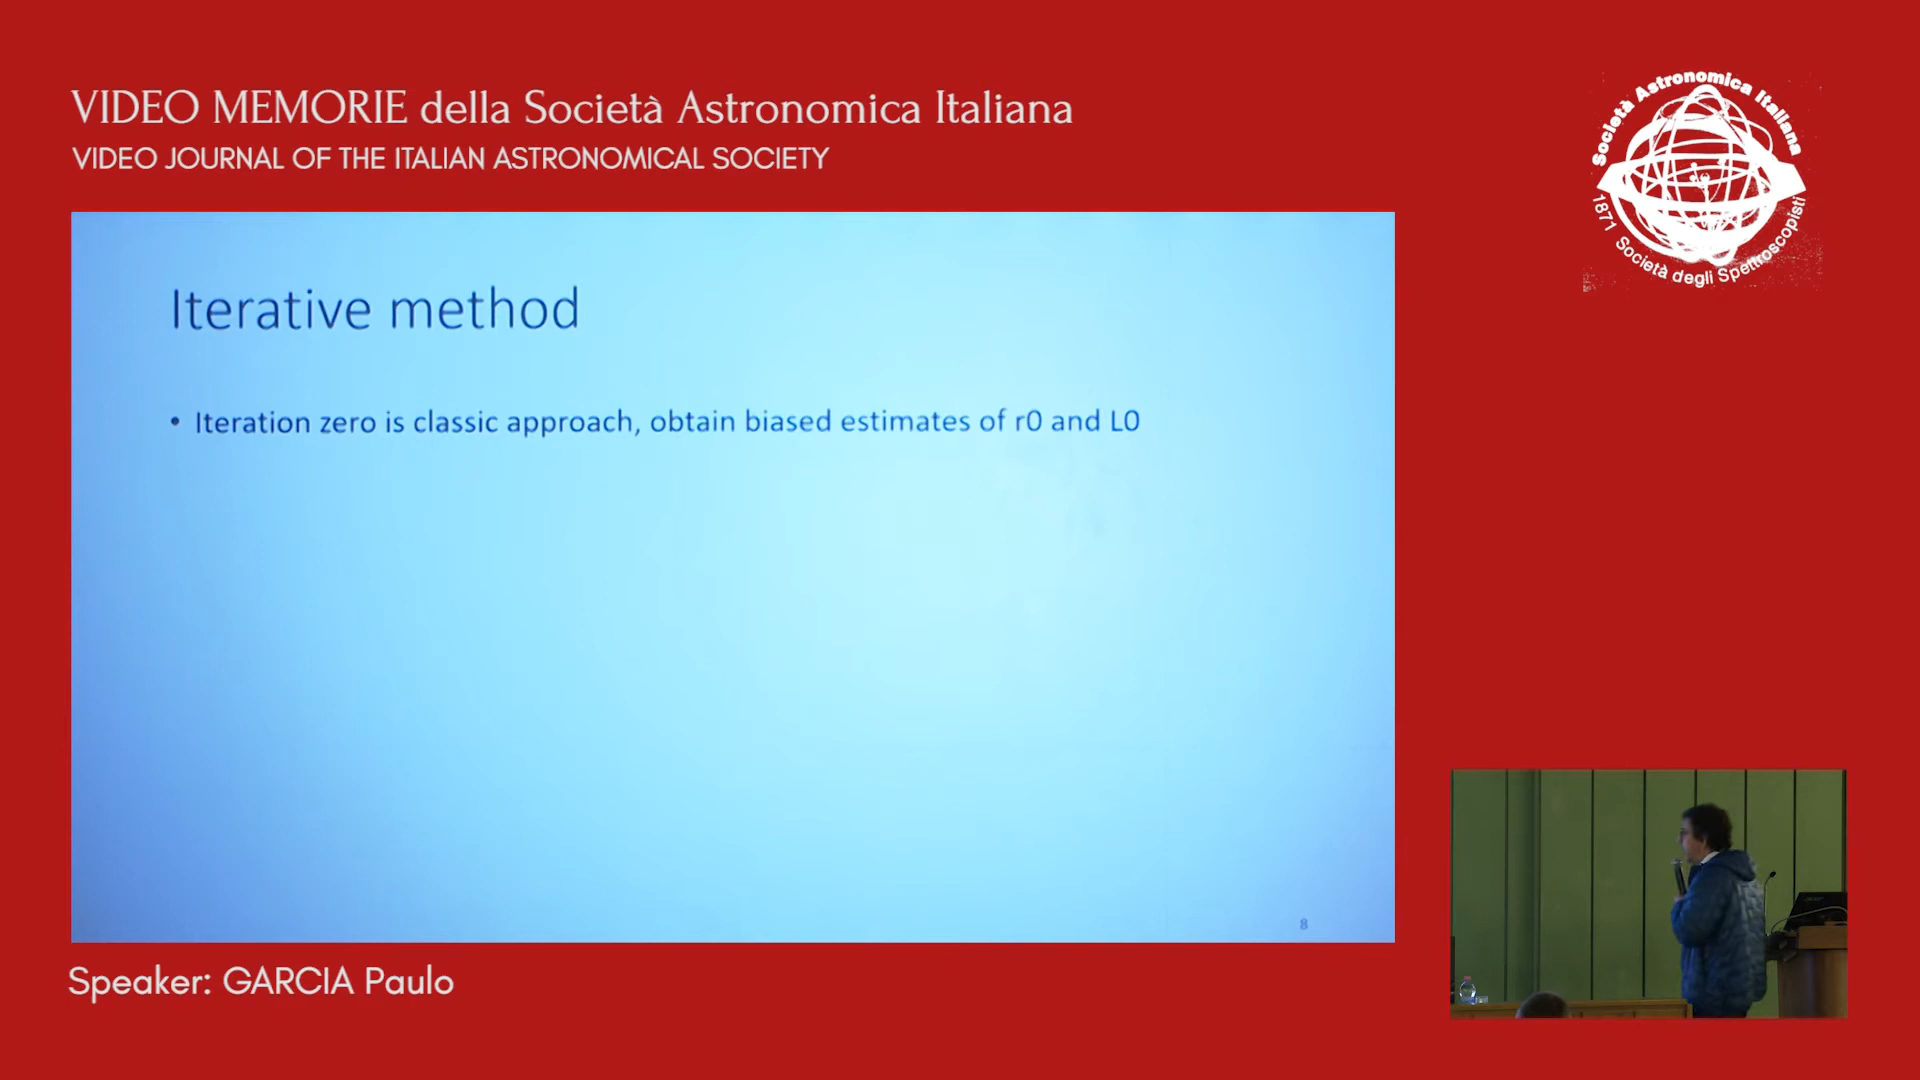 VIDEO MEMORIE della Società Astronomica Italiana
VIDEO JOURNAL OF THE ITALIAN ASTRONOMICAL SOCIETY
Società Astronomica Italiana
1871 Società degli Spettroscopisti
Iterative method
• Iteration zero is classic approach, obtain biased estimates of r0 and L0
8
Speaker: GARCIA Paulo